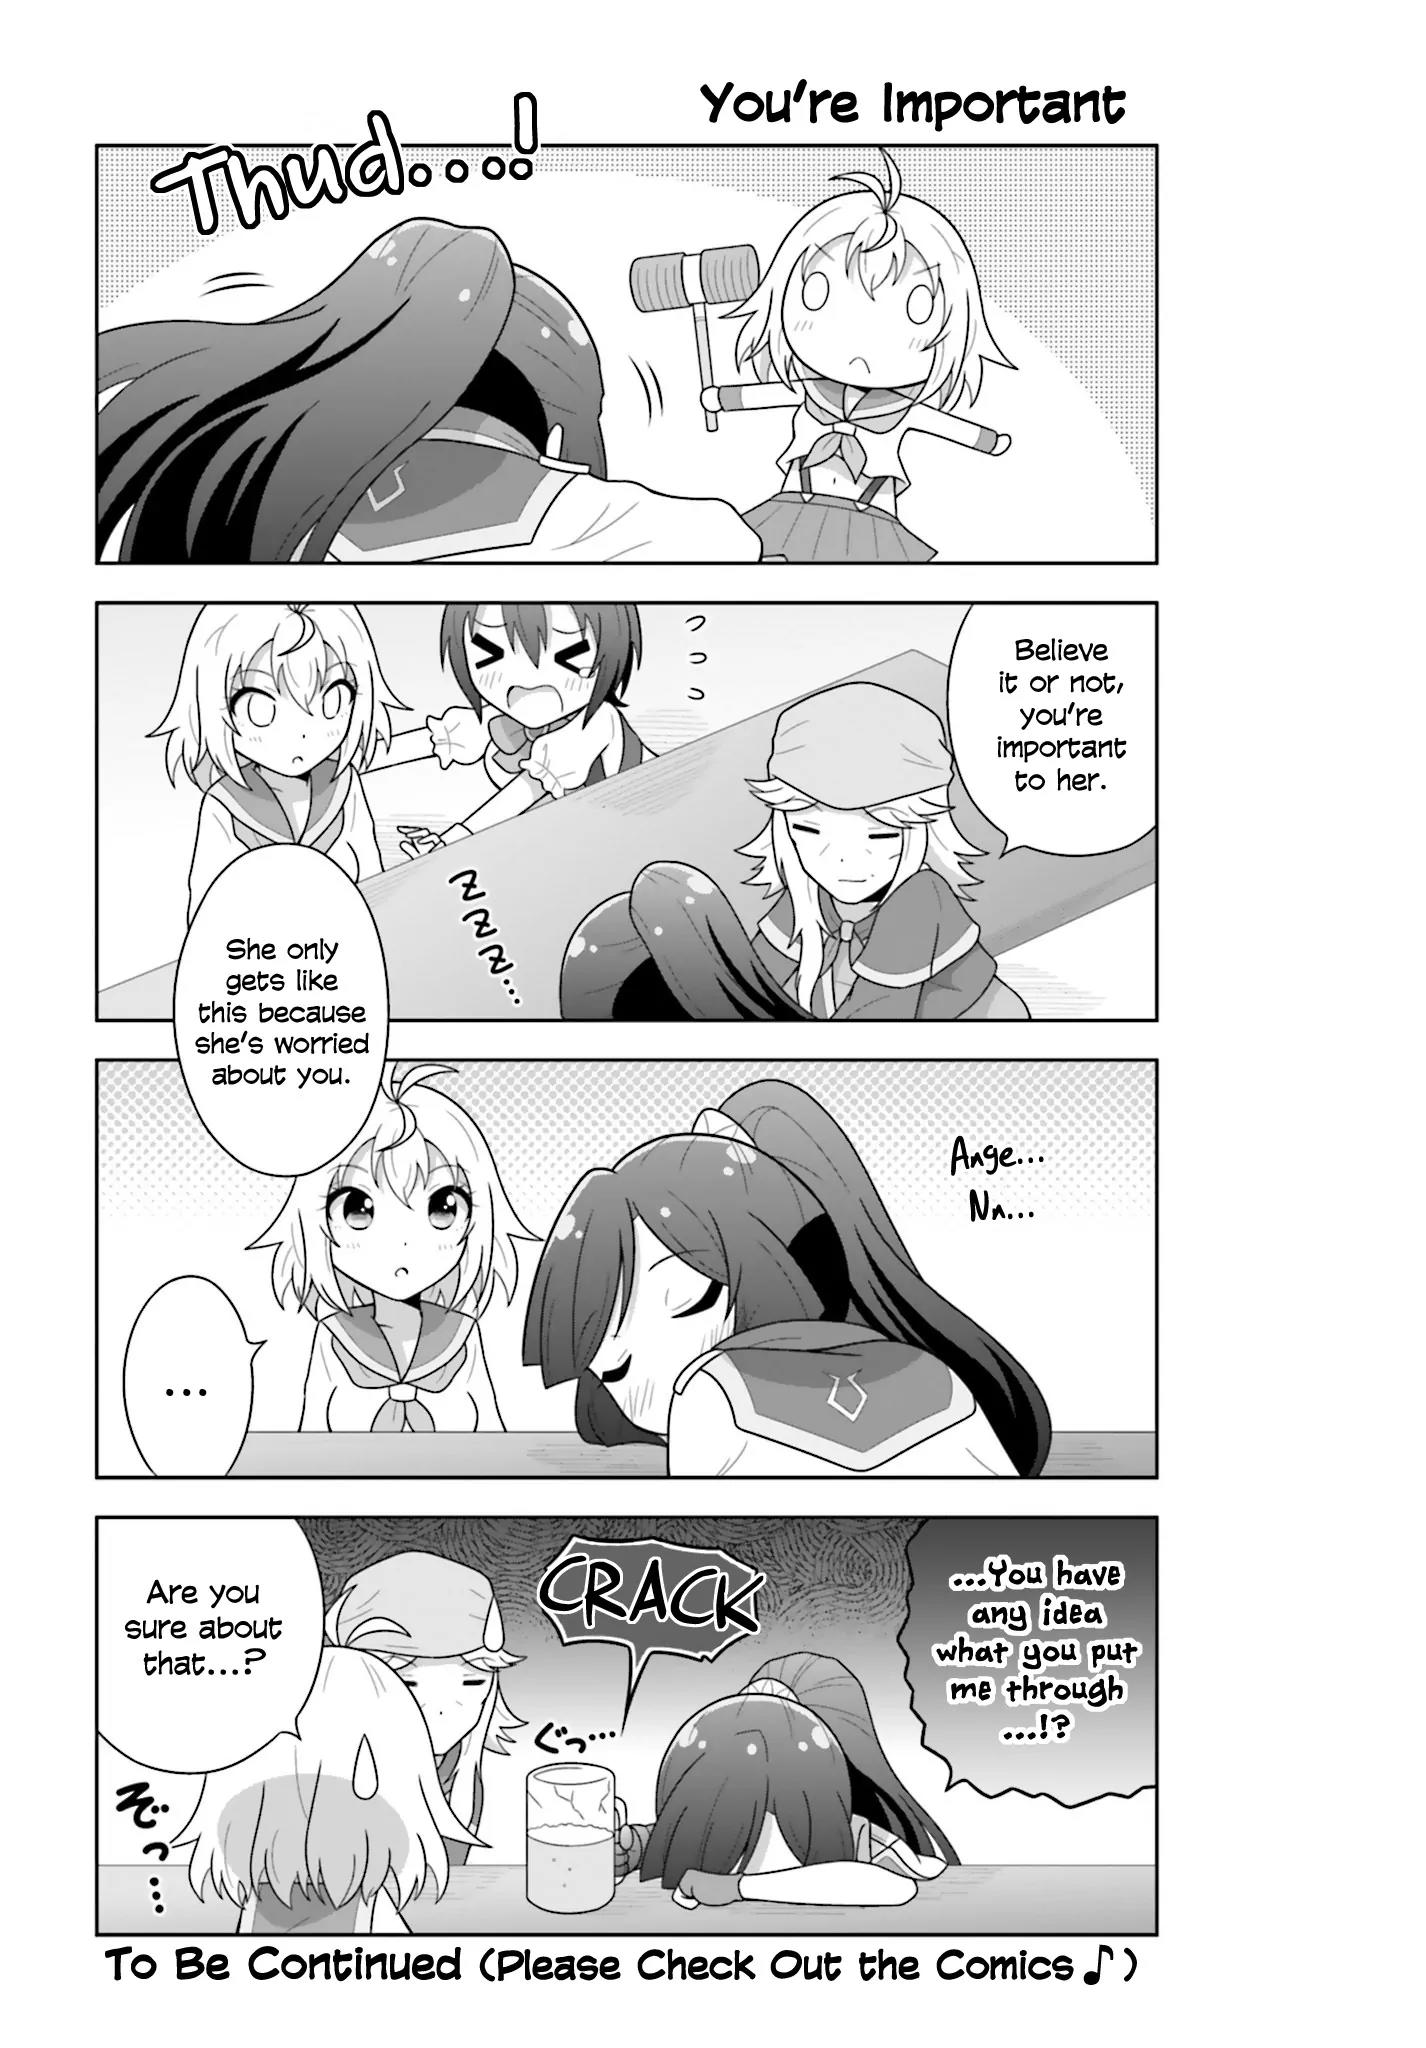 You're Important
Thud...!
Believe
it or not,
you're
important
to her.
Z
Z
Z...
She only
gets like
this because
she's worried
about you.
Ange...
Nn...
...
...You have
any idea
what you put
me through
...!?
CRACK
ぐっ…
Are you
sure about
that...?
ぞっ…
To Be Continued (Please Check Out the Comics♪)